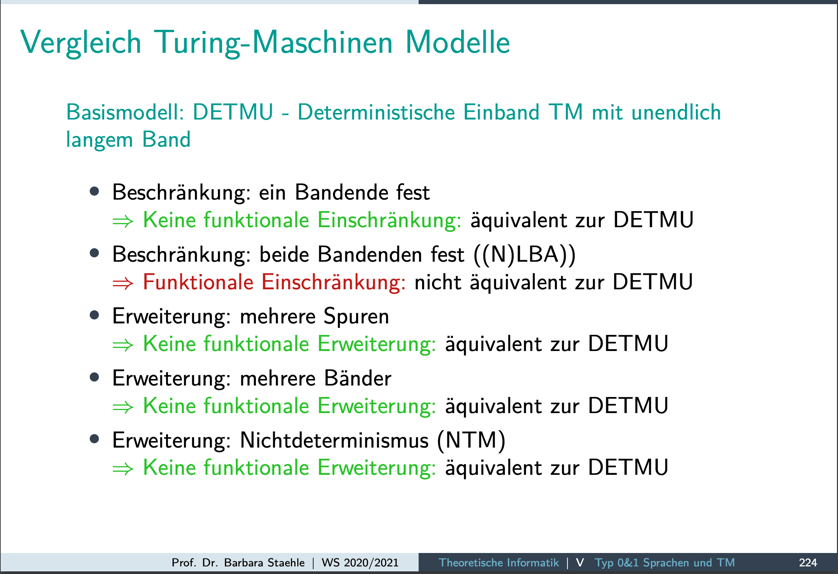 Vergleich Turing-Maschinen Modelle
Basismodell: DETMU - Deterministische Einband TM mit unendlich
langem Band
• Beschränkung: ein Bandende fest
⇒ Keine funktionale Einschränkung: äquivalent zur DETMU
• Beschränkung: beide Bandenden fest ((N)LBA))
⇒ Funktionale Einschränkung: nicht äquivalent zur DETMU
• Erweiterung: mehrere Spuren
⇒ Keine funktionale Erweiterung: äquivalent zur DETMU
• Erweiterung: mehrere Bänder
⇒ Keine funktionale Erweiterung: äquivalent zur DETMU
• Erweiterung: Nichtdeterminismus (NTM)
⇒ Keine funktionale Erweiterung: äquivalent zur DETMU
Prof. Dr. Barbara Staehle | WS 2020/2021 Theoretische Informatik | V Typ 0&1 Sprachen und TM 224